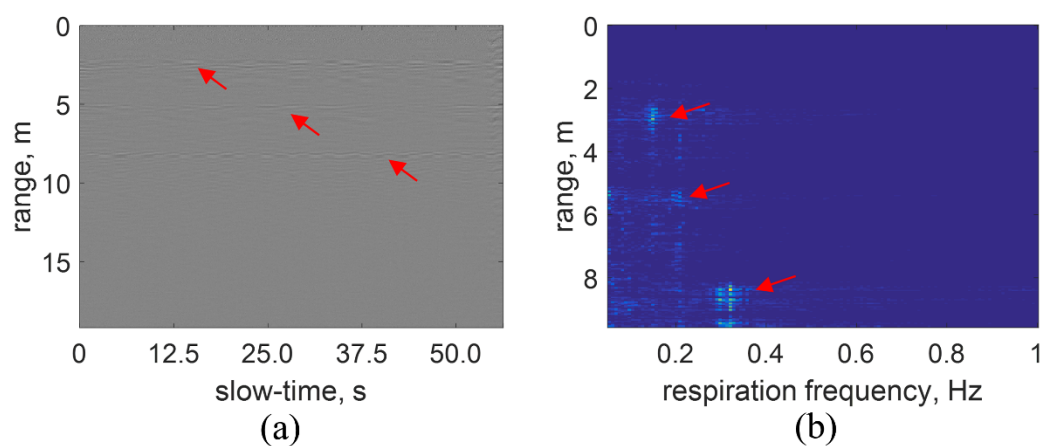 0
5
10
15
range, m
0 12.5 25.0 37.5 50.0
slow-time, s
(a)
0
2
4
6
8
range, m
0.2 0.4 0.6 0.8 1
respiration frequency, Hz
(b)